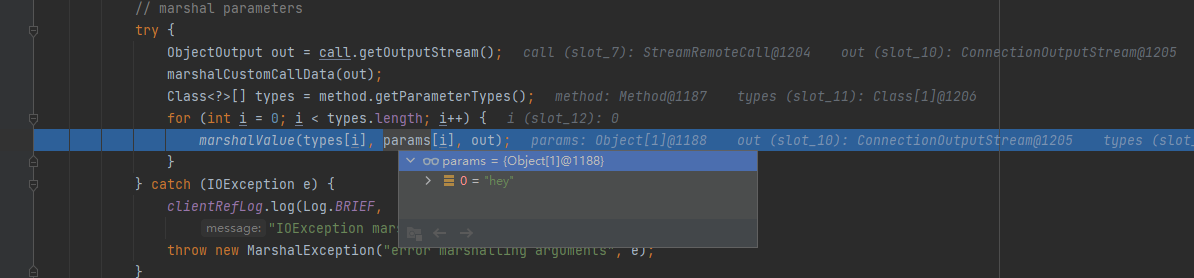 // marshal parameters
try {
ObjectOutput out = call.getOutputStream(); call (slot_7): StreamRemoteCall@1204 out (slot_10): ConnectionOutputStream@1205
marshalCustomCallData(out);
Class<?>[] types = method.getParameterTypes(); method: Method@1187 types (slot_11): Class[1]@1206
for (int i = 0; i < types.length; i++) { i (slot_12): 0
marshalValue(types[i], params[i], out); params: Object[1]@1188 out (slot_10): ConnectionOutputStream@1205 types (slot_
params = {Object[1]@1188}
}
0 = "hey"
} catch (IOException e) {
clientRefLog.log(Log.BRIEF,
message: "IOException mars
throw new MarshalException("error marshalling arguments", e);
}